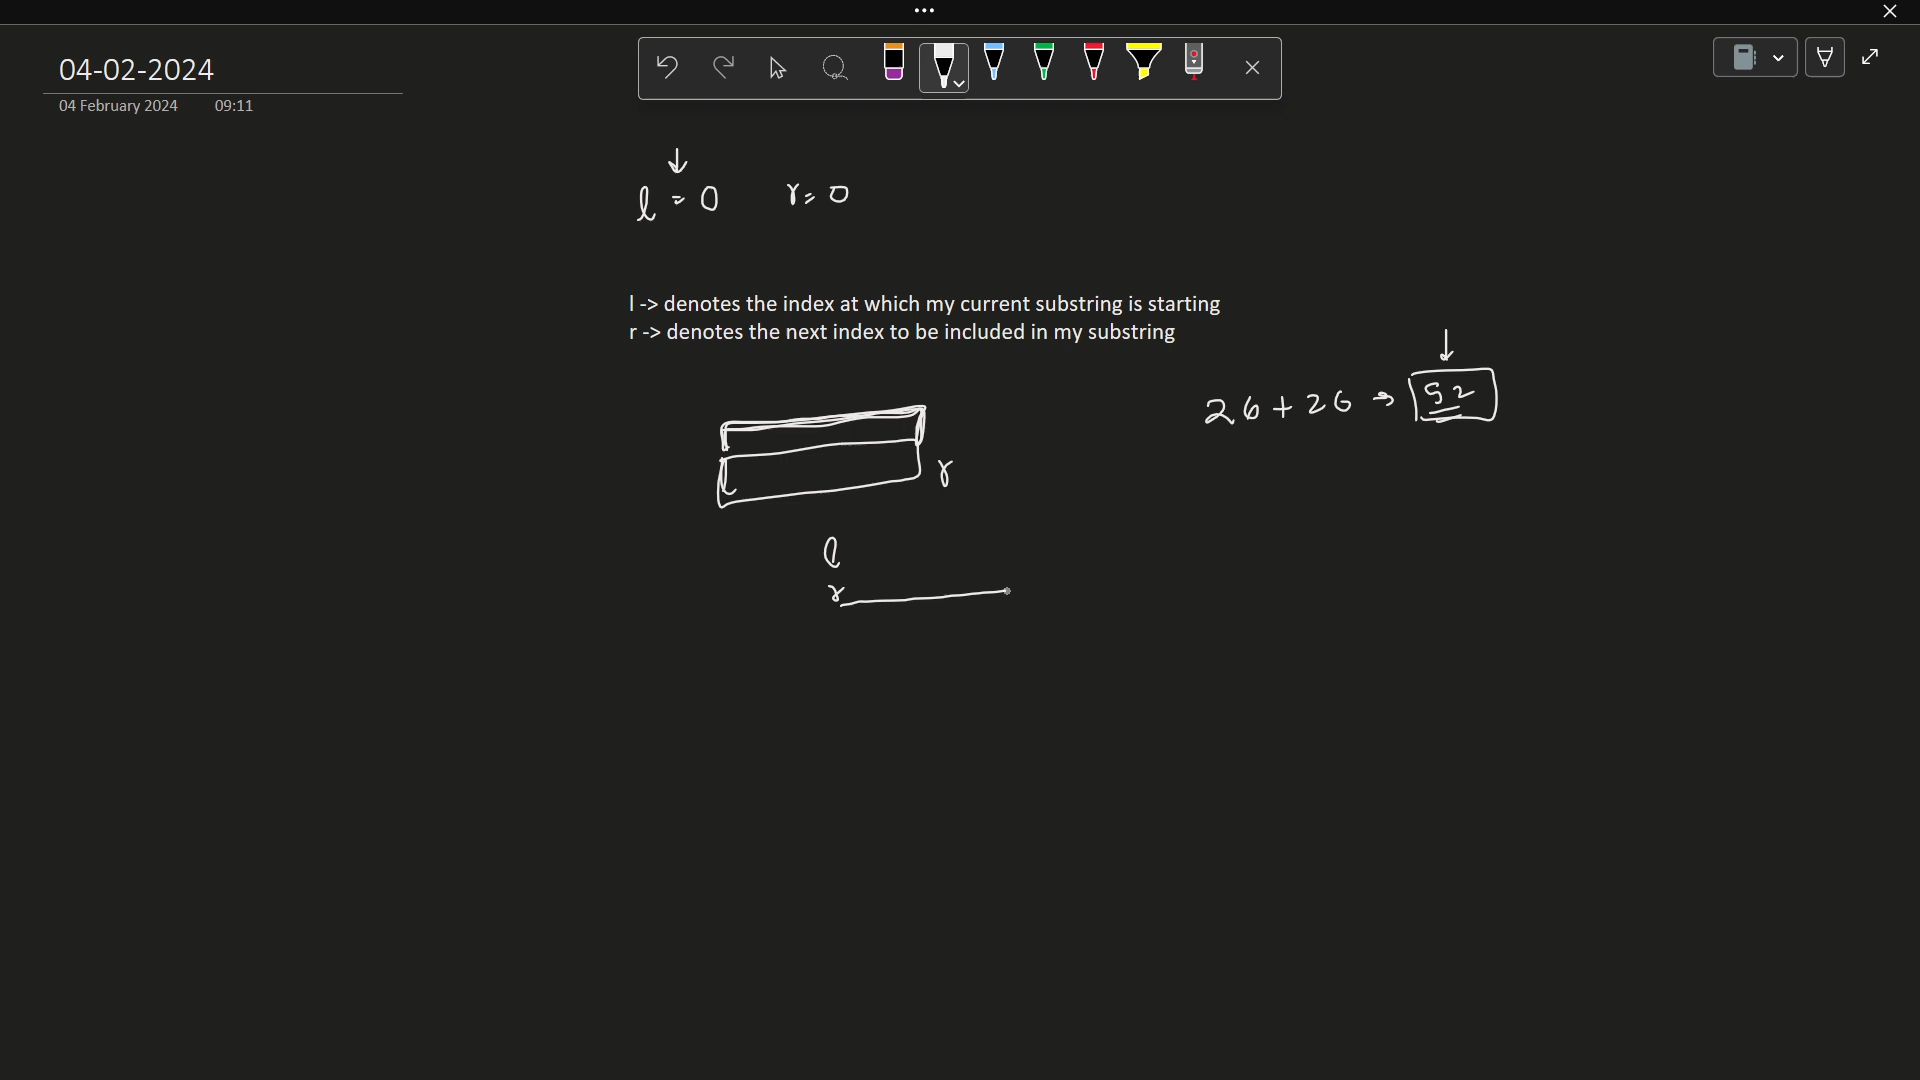 04-02-2024
04 February 2024 09:11
l = 0 r = 0
l -> denotes the index at which my current substring is starting
r -> denotes the next index to be included in my substring
26 + 26 → 52
l r
l
r